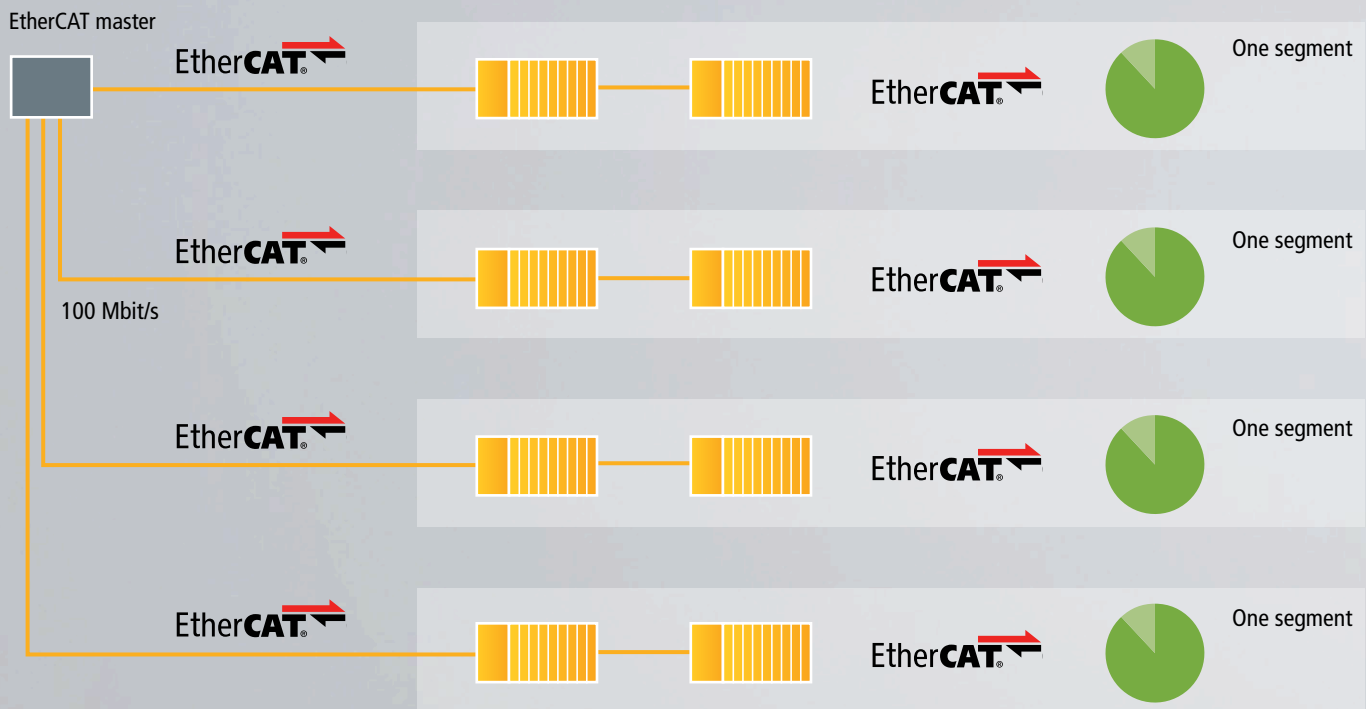 EtherCAT master
EtherCAT®
EtherCAT®
One segment
EtherCAT®
EtherCAT®
One segment
100 Mbit/s
EtherCAT®
EtherCAT®
One segment
EtherCAT®
EtherCAT®
One segment